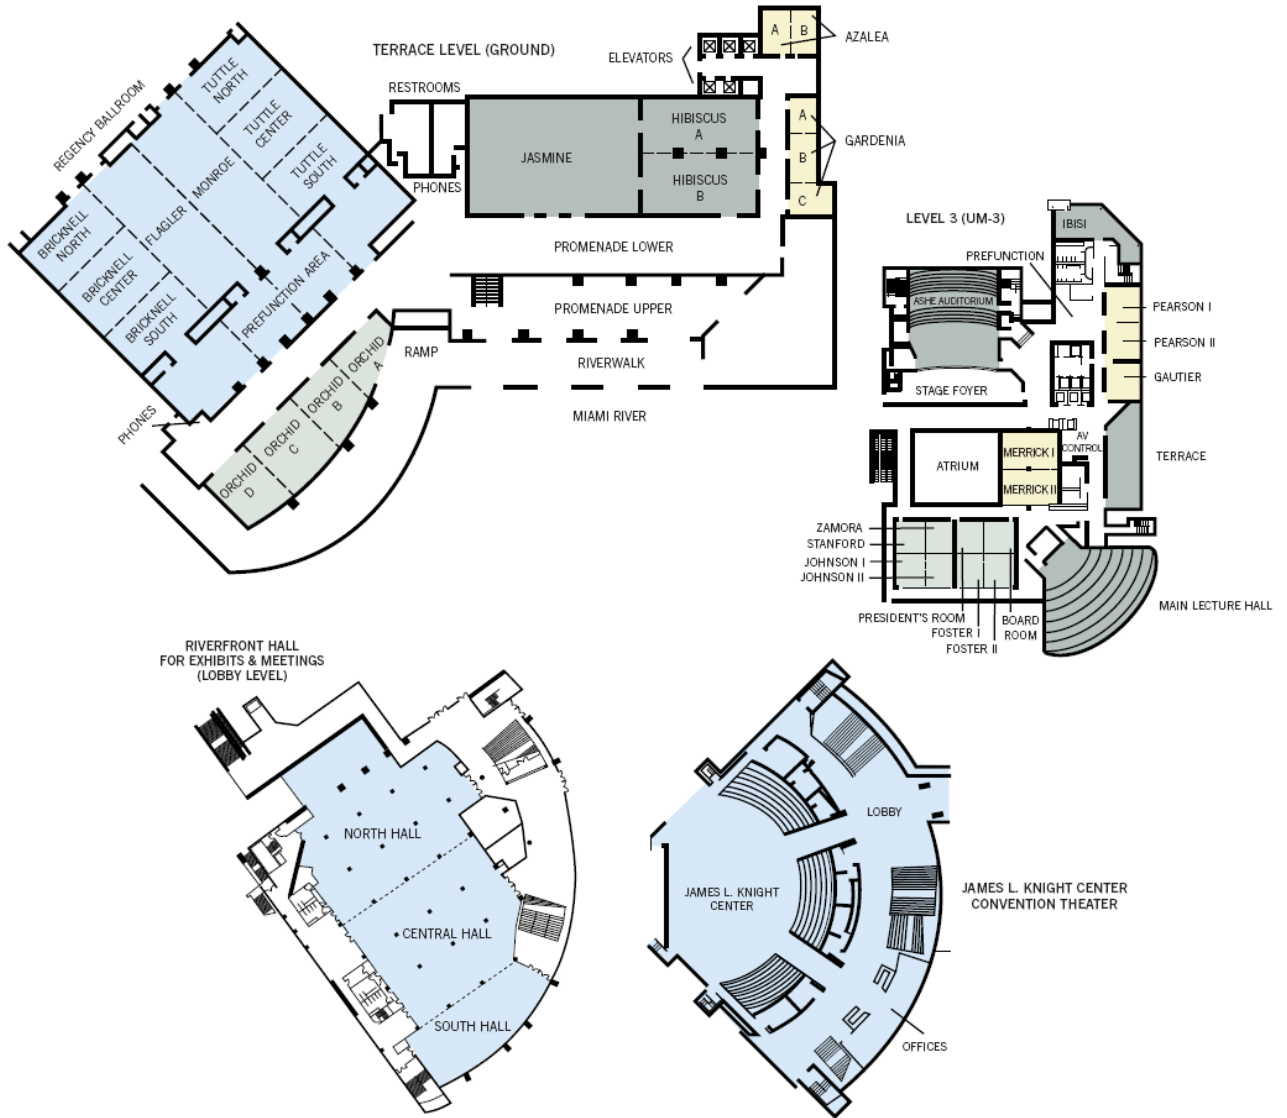 TERRACE LEVEL (GROUND)
ELEVATORS
A
B
AZALEA
RESTROOMS
REGENCY BALLROOM
TUTTLE
NORTH
TUTTLE
CENTER
TUTTLE
SOUTH
MONROE
FLAGLER
BRICKNELL
NORTH
BRICKNELL
CENTER
BRICKNELL
SOUTH
PREFUNCTION AREA
PHONES
JASMINE
HIBISCUS
A
HIBISCUS
B
A
B
C
GARDENIA
PROMENADE LOWER
PROMENADE UPPER
RAMP
RIVERWALK
MIAMI RIVER
PHONES
ORCHID
A
ORCHID
B
ORCHID
C
ORCHID
D
LEVEL 3 (UM-3)
IBISI
PREFUNCTION
ASHE AUDITORIUM
PEARSON I
PEARSON II
GAUTIER
STAGE FOYER
AV
CONTROL
ATRIUM
MERRICK I
MERRICK II
TERRACE
ZAMORA
STANFORD
JOHNSON I
JOHNSON II
PRESIDENT'S ROOM
FOSTER I
FOSTER II
BOARD
ROOM
MAIN LECTURE HALL
RIVERFRONT HALL
FOR EXHIBITS & MEETINGS
(LOBBY LEVEL)
NORTH HALL
CENTRAL HALL
SOUTH HALL
LOBBY
JAMES L. KNIGHT
CENTER
JAMES L. KNIGHT CENTER
CONVENTION THEATER
OFFICES